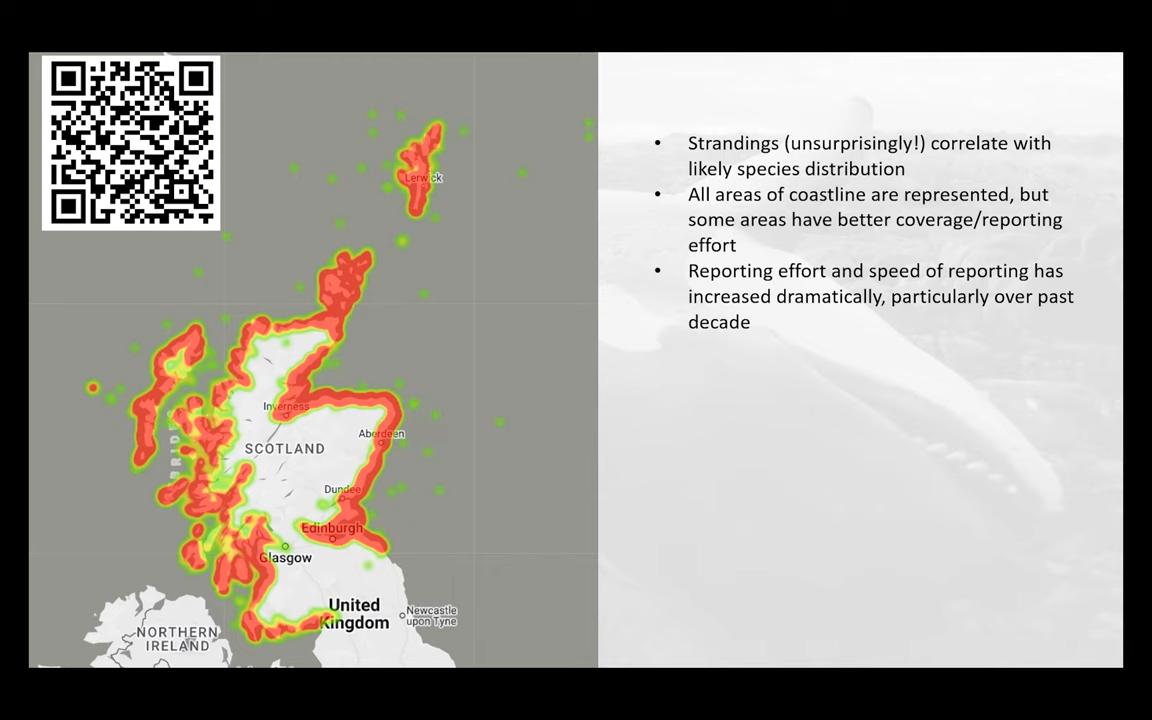 Lerwick
Inverness
Aberdeen
SCOTLAND
Dundee
Edinburgh
Glasgow
United
Kingdom
Newcastle
upon Tyne
NORTHERN
IRELAND
• Strandings (unsurprisingly!) correlate with
likely species distribution
• All areas of coastline are represented, but
some areas have better coverage/reporting
effort
• Reporting effort and speed of reporting has
increased dramatically, particularly over past
decade